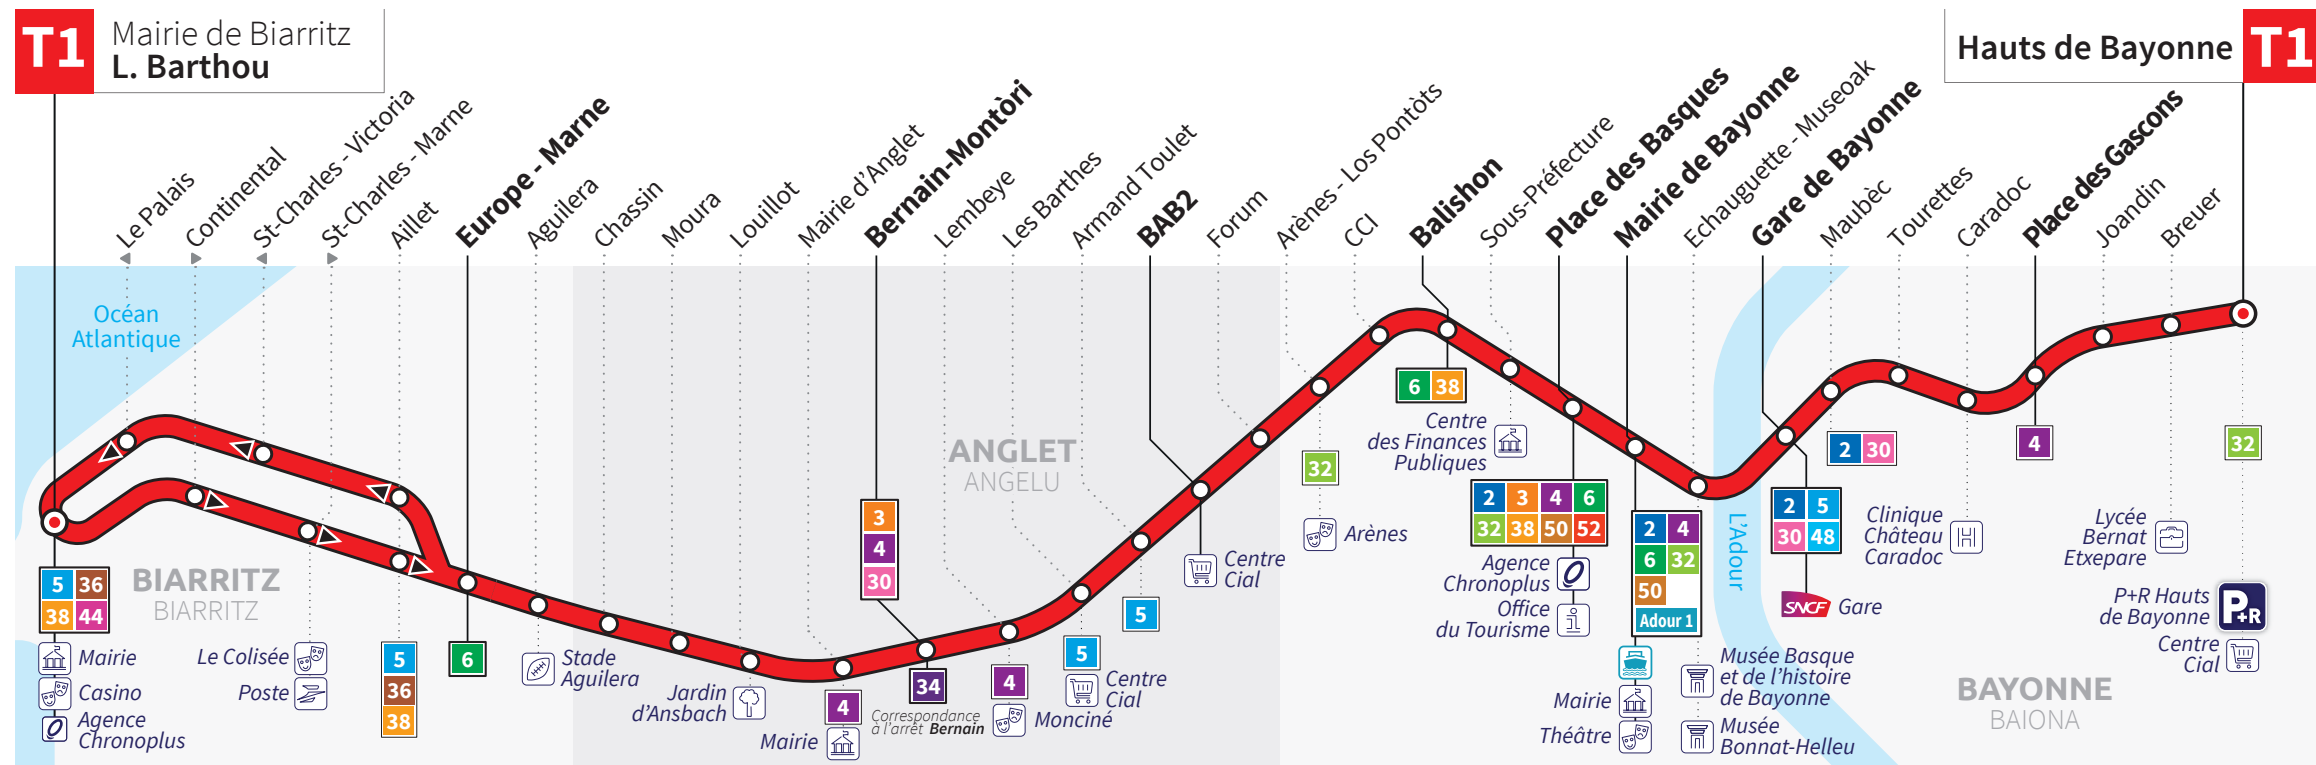 T1
Mairie de Biarritz
L. Barthou
Hauts de Bayonne
T1
Le Palais
Continental
St-Charles - Victoria
St-Charles - Marne
Aillet
Europe - Marne
Aguilera
Chassin
Moura
Louillot
Mairie d'Anglet
Bernain-Montòri
Lembeye
Les Barthes
Armand Toulet
BAB2
Forum
Arènes - Los Pontòts
CCI
Balishon
Sous-Préfecture
Place des Basques
Mairie de Bayonne
Echauguette - Museoak
Gare de Bayonne
Maubèc
Tourettes
Caradoc
Place des Gascons
Joandin
Breuer
Océan
Atlantique
BIARRITZ
BIARRITZ
ANGLET
ANGELU
L'Adour
BAYONNE
BAIONA
5 36
38 44
Mairie
Casino
Agence
Chronoplus
Le Colisée
Poste
5
36
38
6
Stade
Aguilera
Jardin
d'Ansbach
4
Mairie
3
4
30
34
Correspondance
à l'arrêt Bernain
4
Monciné
5
Centre
Cial
5
Centre
Cial
32
Arènes
6 38
Centre
des Finances
Publiques
2 3 4 6
32 38 50 52
Agence
Chronoplus
Office
du Tourisme
2 4
6 32
50
Adour 1
Mairie
Théâtre
Musée Basque
et de l'histoire
de Bayonne
Musée
Bonnat-Helleu
2 5
30 48
SNCF Gare
2 30
H
Clinique
Château
Caradoc
4
Lycée
Bernat
Etxepare
32
P+R Hauts
de Bayonne
P+R
Centre
Cial